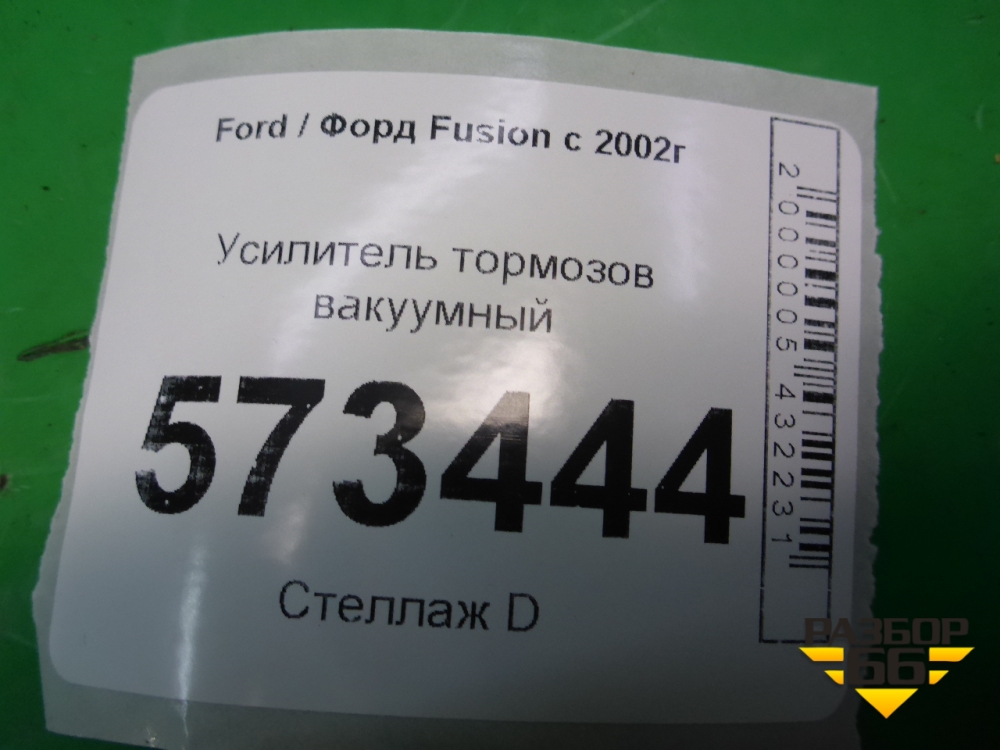 Ford / Форд Fusion с 2002г
Усилитель тормозов
вакуумный
573444
Стеллаж D
2000005432231
РАЗБОР
66